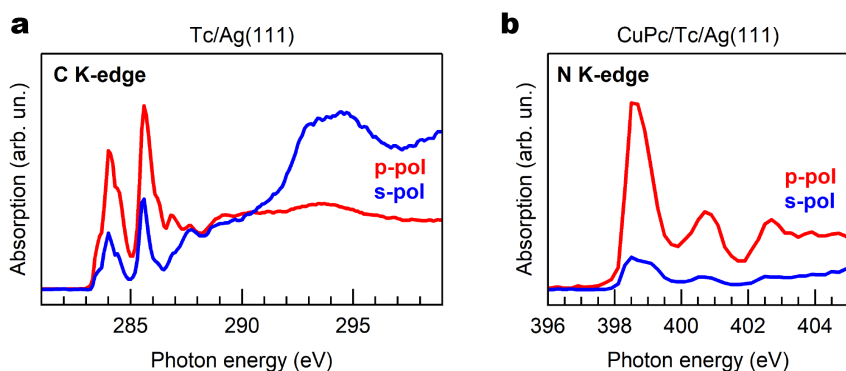 a
Tc/Ag(111)
C K-edge
p-pol
s-pol
Absorption (arb. un.)
285
290
295
Photon energy (eV)
b
CuPc/Tc/Ag(111)
N K-edge
p-pol
s-pol
Absorption (arb. un.)
396
398
400
402
404
Photon energy (eV)